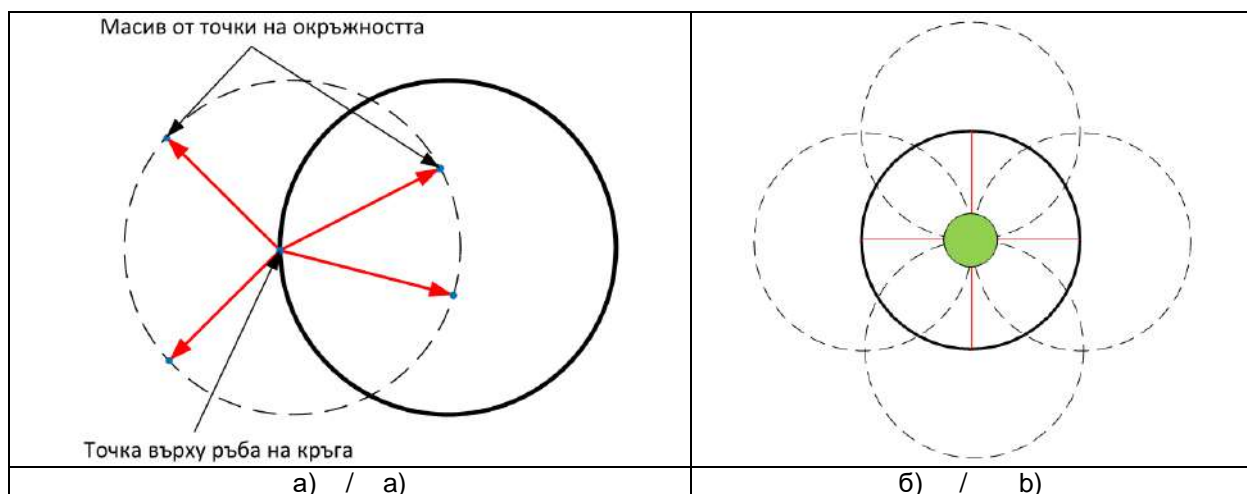 Масив от точки на окръжността
Точка върху ръба на кръга
а) / a)
б) / b)